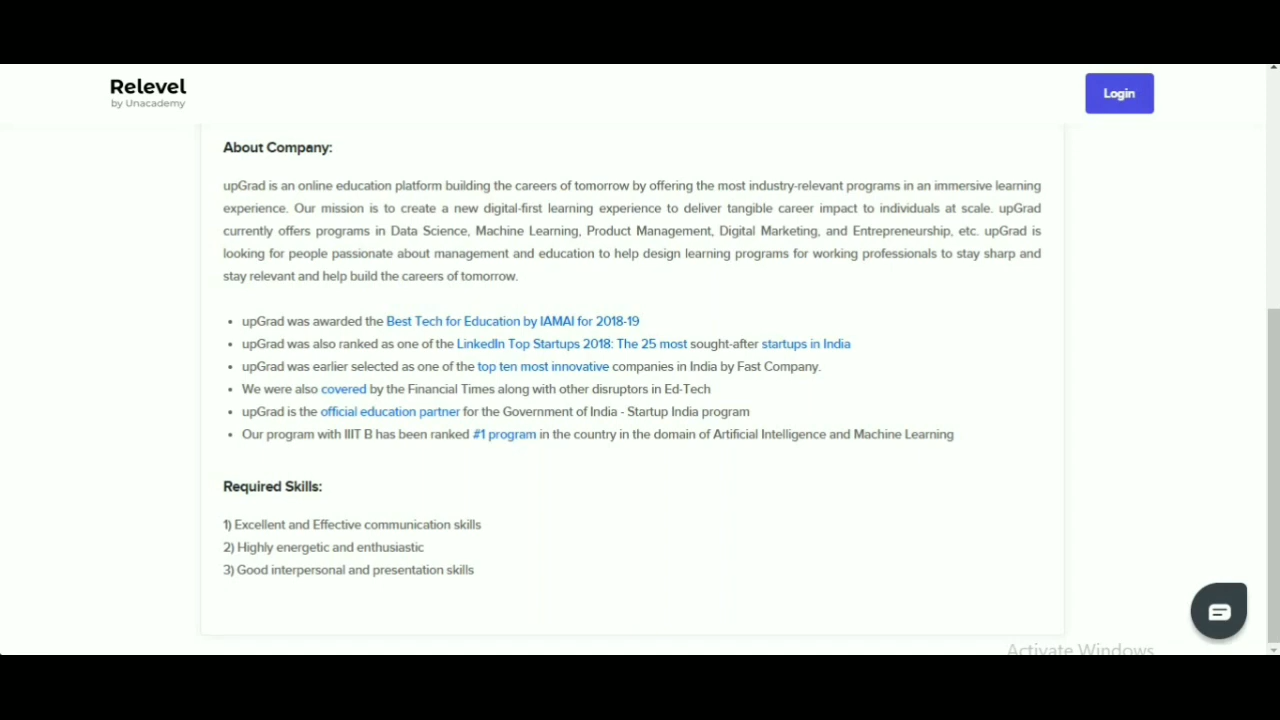 Relevel
by Unacademy
Login
About Company:
upGrad is an online education platform building the careers of tomorrow by offering the most industry-relevant programs in an immersive learning
experience. Our mission is to create a new digital-first learning experience to deliver tangible career impact to individuals at scale. upGrad
currently offers programs in Data Science, Machine Learning, Product Management, Digital Marketing, and Entrepreneurship, etc. upGrad is
looking for people passionate about management and education to help design learning programs for working professionals to stay sharp and
stay relevant and help build the careers of tomorrow.
• upGrad was awarded the Best Tech for Education by IAMAI for 2018-19
• upGrad was also ranked as one of the LinkedIn Top Startups 2018: The 25 most sought-after startups in India
• upGrad was earlier selected as one of the top ten most innovative companies in India by Fast Company.
• We were also covered by the Financial Times along with other disruptors in Ed-Tech
• upGrad is the official education partner for the Government of India - Startup India program
• Our program with IIIT B has been ranked #1 program in the country in the domain of Artificial Intelligence and Machine Learning
Required Skills:
1) Excellent and Effective communication skills
2) Highly energetic and enthusiastic
3) Good interpersonal and presentation skills
Activate Windows